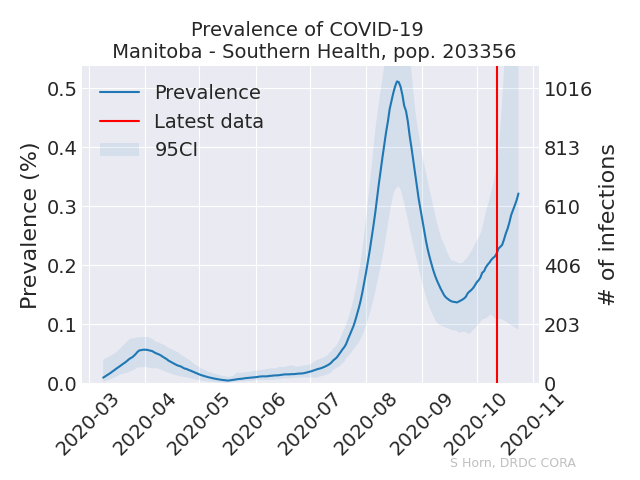 Prevalence of COVID-19
Manitoba - Southern Health, pop. 203356
Prevalence
Latest data
95CI
Prevalence (%)
0.5
0.4
0.3
0.2
0.1
0.0
1016
813
610
406
203
0
# of infections
2020-03
2020-04
2020-05
2020-06
2020-07
2020-08
2020-09
2020-10
2020-11
S Horn, DRDC CORA